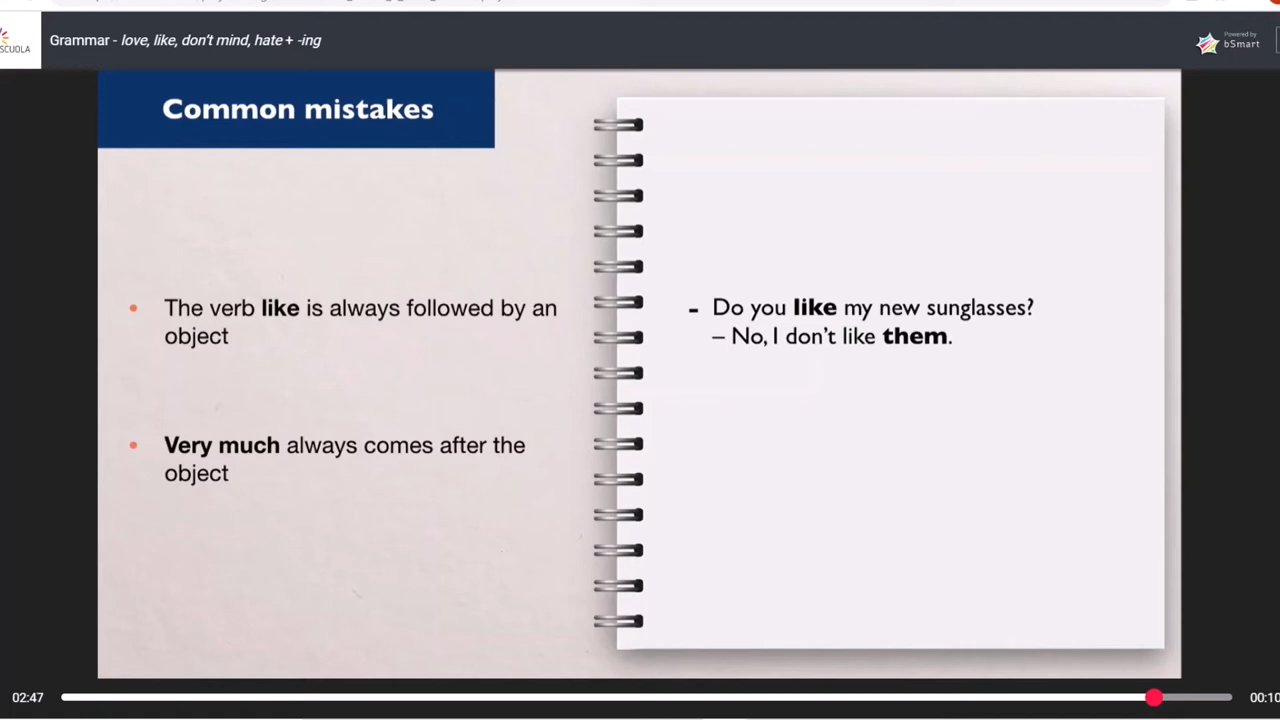 SCUOLA
Grammar - love, like, don't mind, hate + -ing
Powered by
bSmart
Common mistakes
• The verb like is always followed by an
object
• Very much always comes after the
object
- Do you like my new sunglasses?
– No, I don't like them.
02:47
00:10